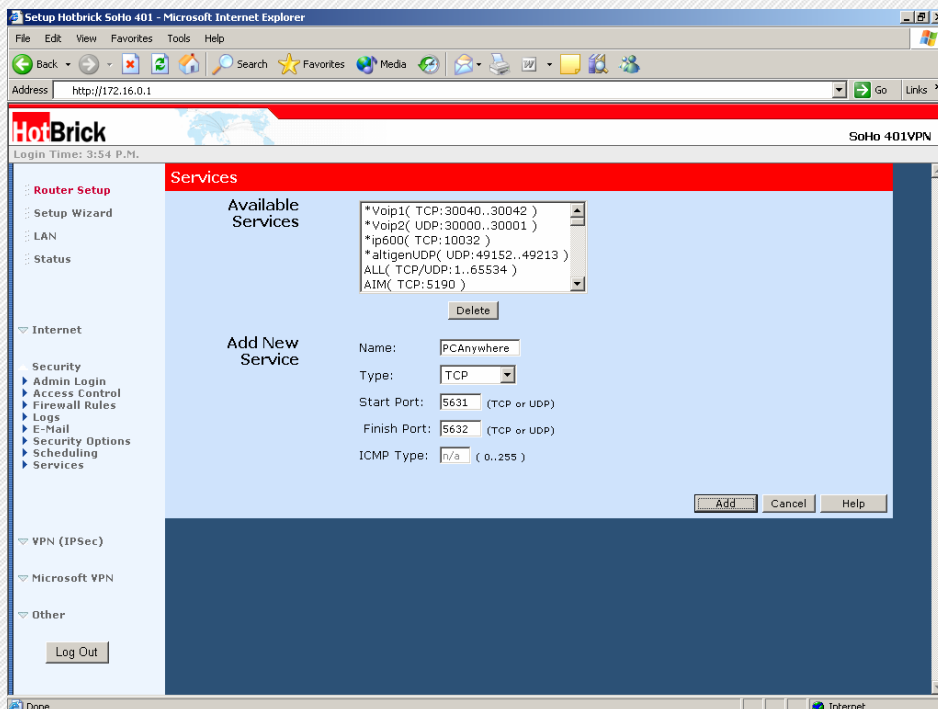 Setup Hotbrick SoHo 401 - Microsoft Internet Explorer
File Edit View Favorites Tools Help
Back Search Favorites Media
Address http://172.16.0.1 Go Links
HotBrick
SoHo 401VPN
Login Time: 3:54 P.M.
Router Setup
Setup Wizard
LAN
Status
Internet
Security
Admin Login
Access Control
Firewall Rules
Logs
E-Mail
Security Options
Scheduling
Services
VPN (IPSec)
Microsoft VPN
Other
Log Out
Services
Available
Services
*Voip1( TCP:30040..30042 )
*Voip2( UDP:30000..30001 )
*ip600( TCP:10032 )
*altigenUDP( UDP:49152..49213 )
ALL( TCP/UDP:1..65534 )
AIM( TCP:5190 )
Delete
Add New
Service
Name: PCAnywhere
Type: TCP
Start Port: 5631 (TCP or UDP)
Finish Port: 5632 (TCP or UDP)
ICMP Type: n/a ( 0..255 )
Add Cancel Help
Done Internet